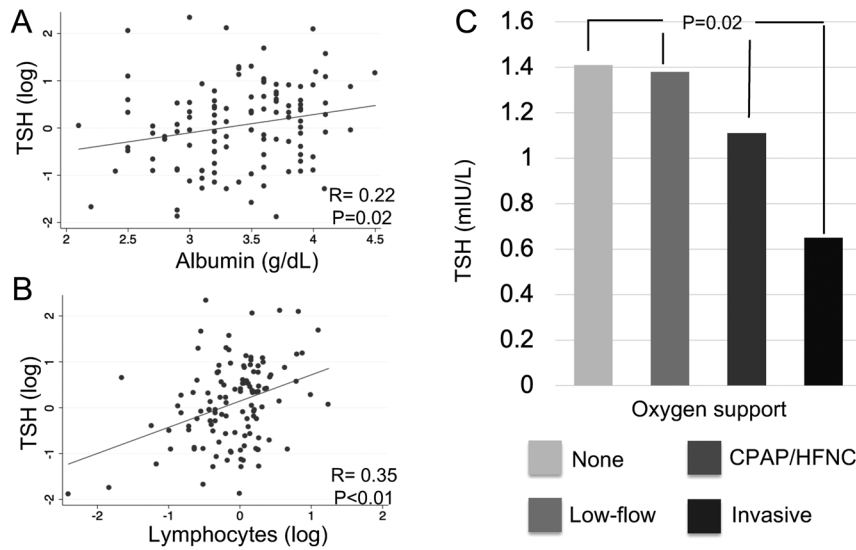 A
TSH (log)
2
1
0
-1
-2
R= 0.22
P=0.02
2
2.5
3
3.5
4
4.5
Albumin (g/dL)
B
TSH (log)
2
1
0
-1
-2
R= 0.35
P<0.01
-2
-1
0
1
2
Lymphocytes (log)
C
TSH (mIU/L)
1.6
1.4
1.2
1
0.8
0.6
0.4
0.2
0
P=0.02
Oxygen support
None
CPAP/HFNC
Low-flow
Invasive